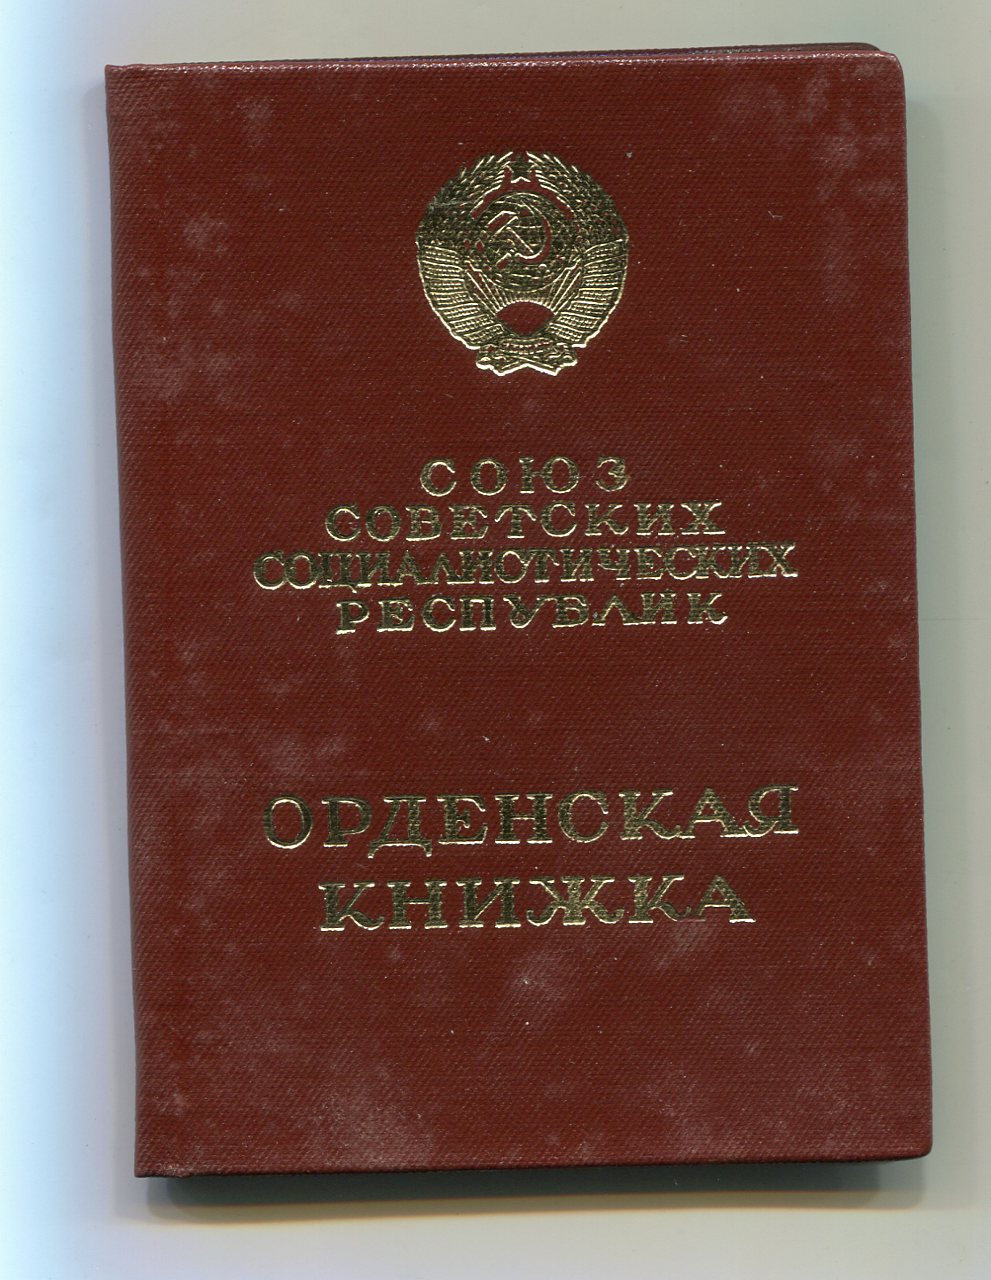 СОЮЗ
СОВЕТСКИХ
СОЦИАЛИСТИЧЕСКИХ
РЕСПУБЛИК
ОРДЕНСКАЯ
КНИЖКА